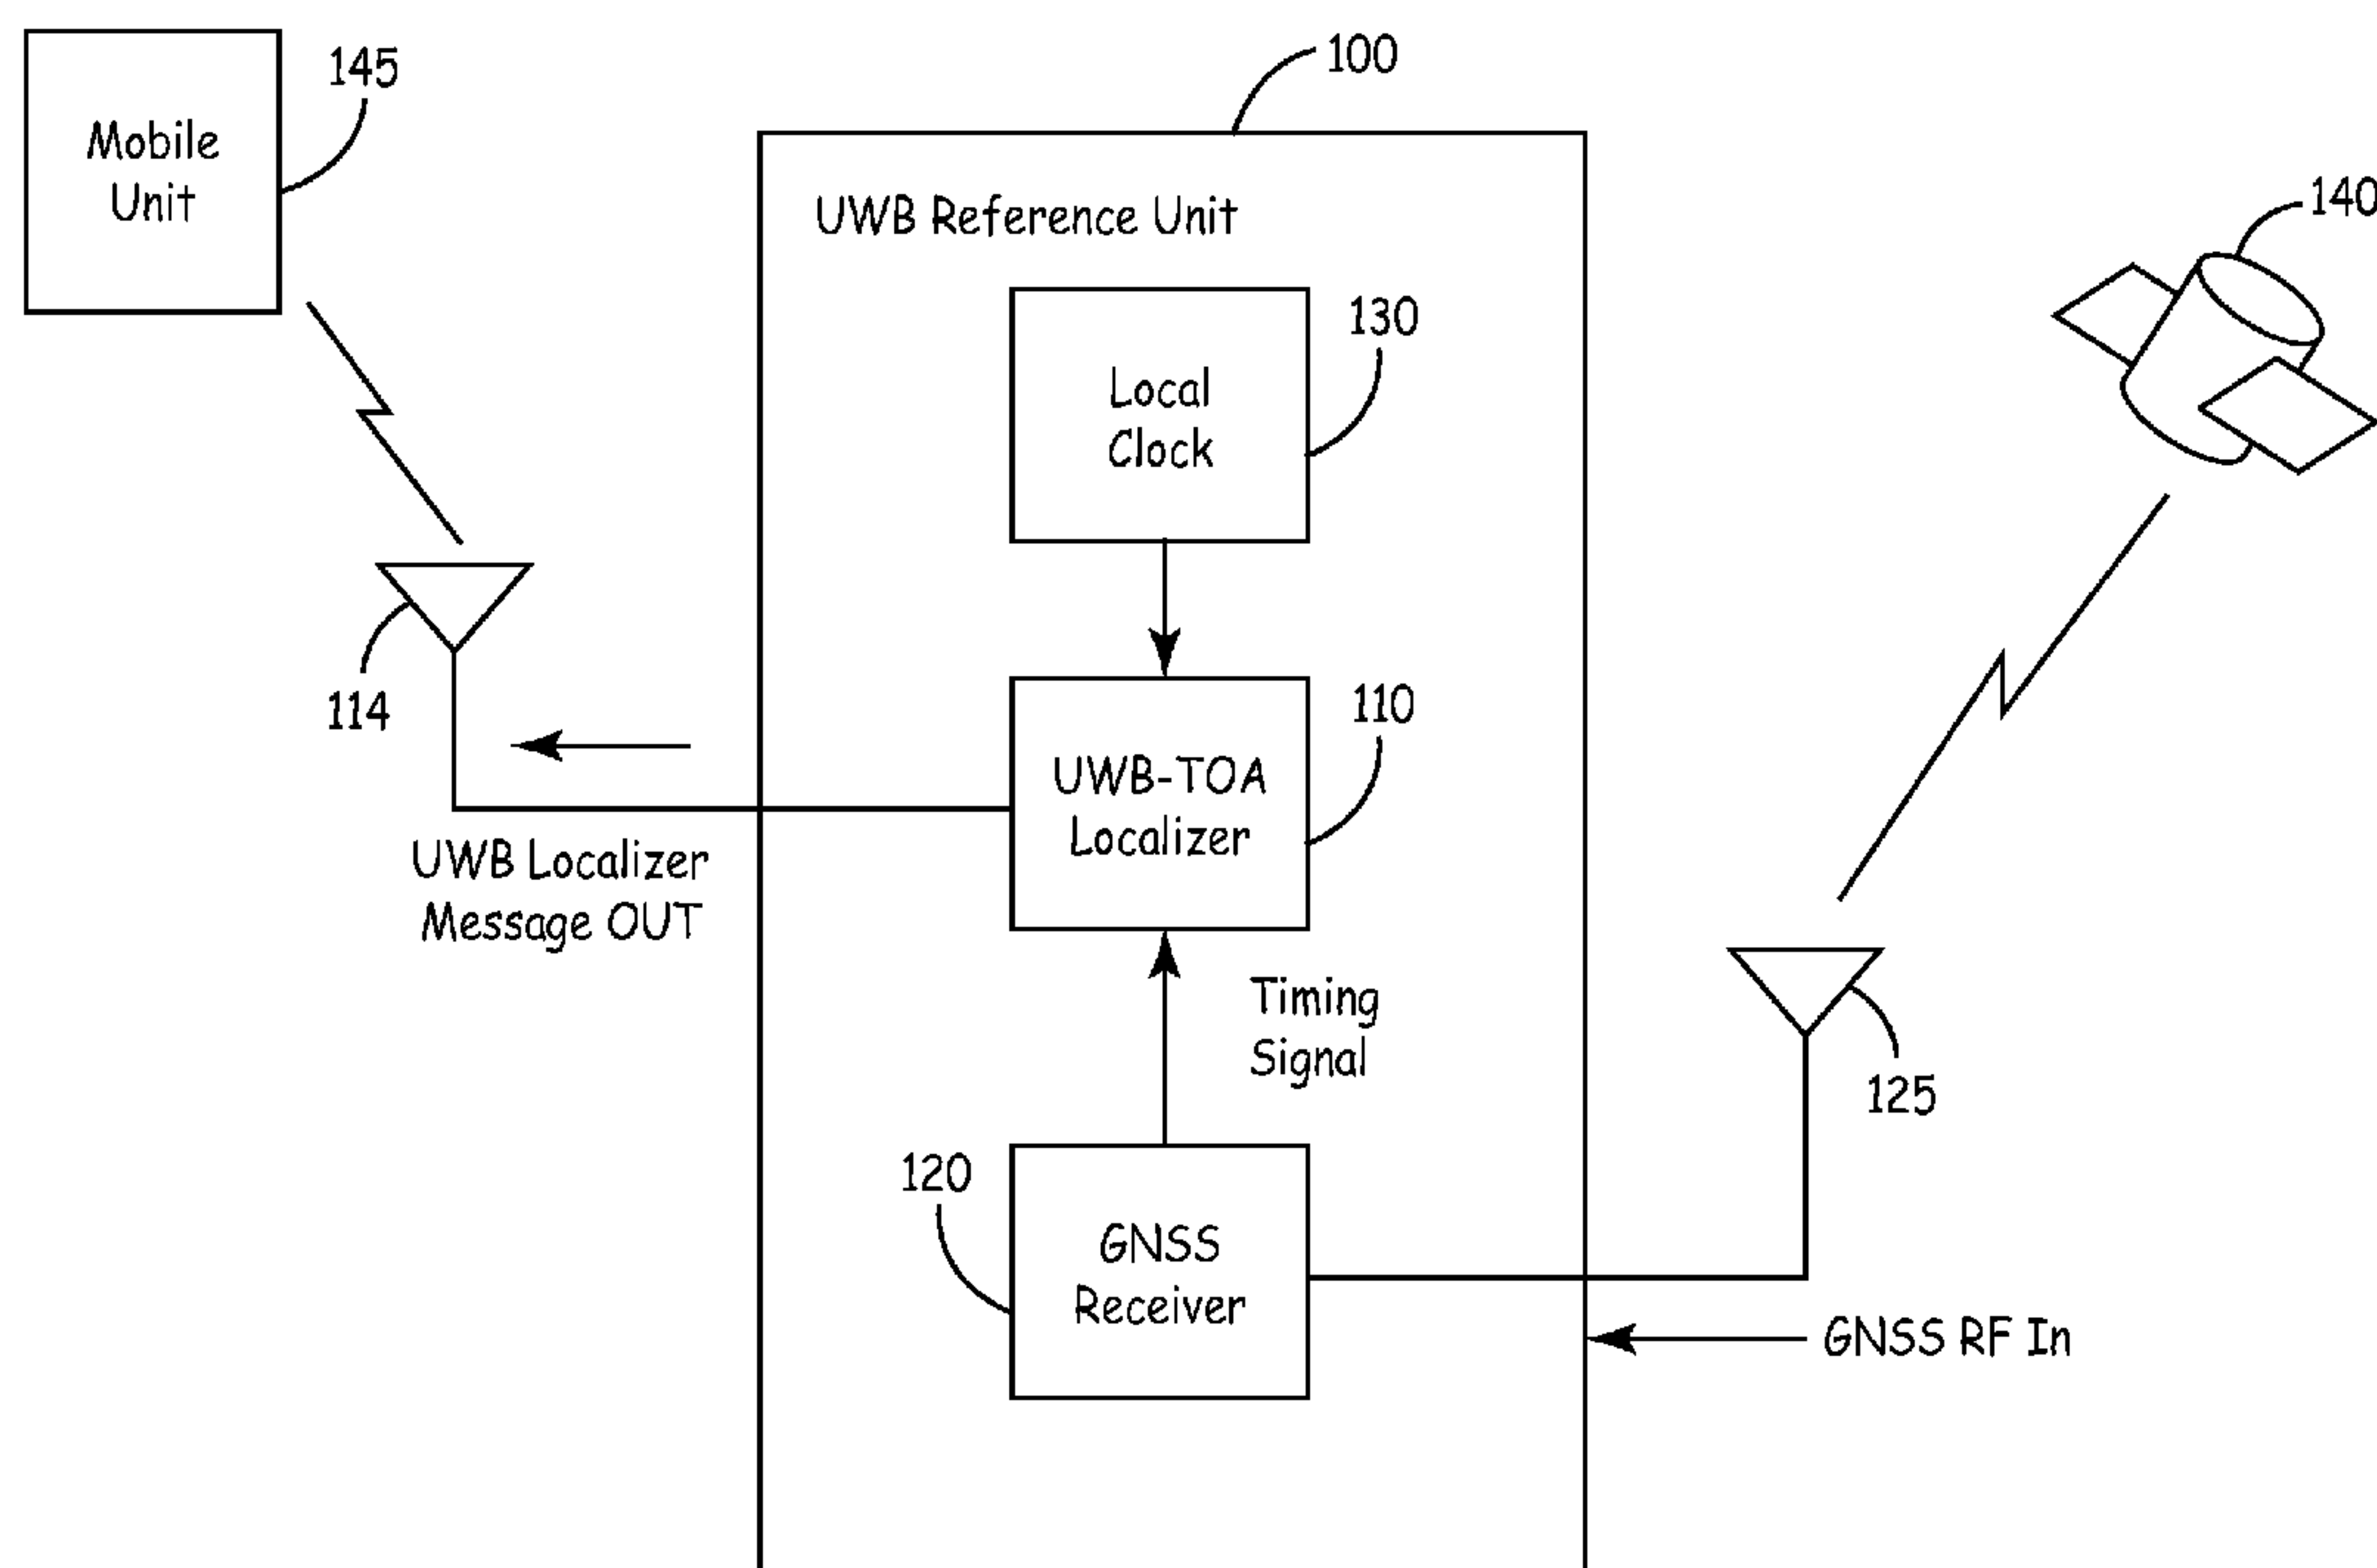 145
Mobile
Unit
100
UWB Reference Unit
140
130
Local
Clock
114
110
UWB-TOA
Localizer
UWB Localizer
Message OUT
Timing
Signal
125
120
GNSS
Receiver
GNSS RF In